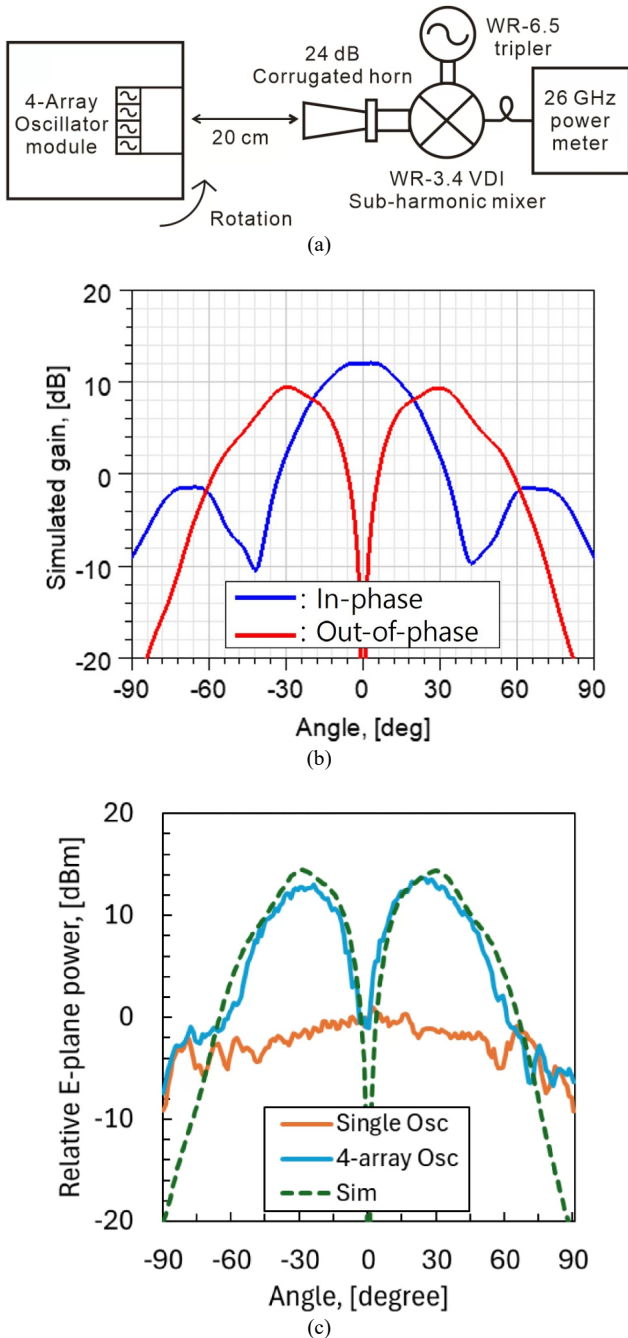 24 dB
Corrugated horn
WR-6.5
tripler
4-Array
Oscillator
module
20 cm
26 GHz
power
meter
Rotation
WR-3.4 VDI
Sub-harmonic mixer
(a)
Simulated gain, [dB]
20
10
0
-10
-20
: In-phase
: Out-of-phase
-90 -60 -30 0 30 60 90
Angle, [deg]
(b)
Relative E-plane power, [dBm]
20
10
0
-10
-20
Single Osc
4-array Osc
Sim
-90 -60 -30 0 30 60 90
Angle, [degree]
(c)